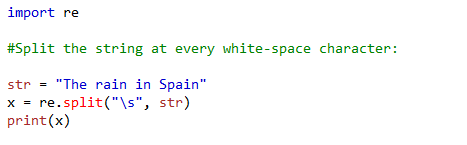 import re
#Split the string at every white-space character:
str = "The rain in Spain"
x = re.split("\s", str)
print(x)